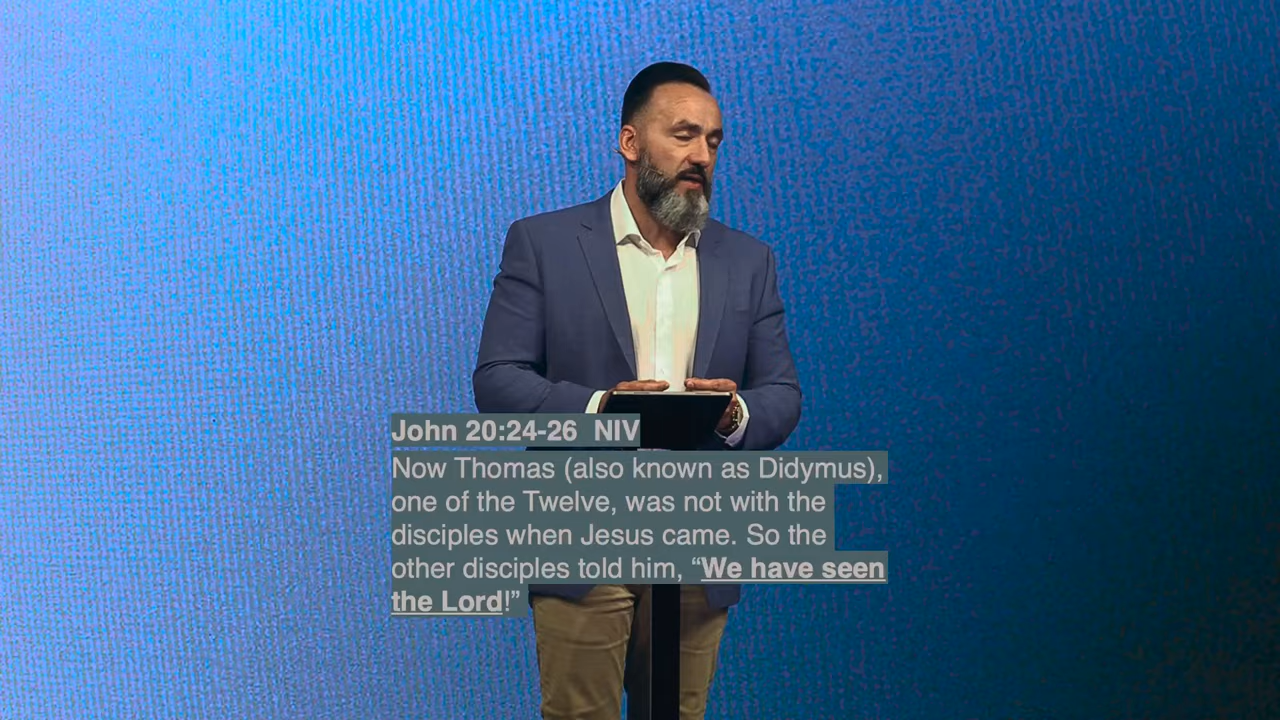 John 20:24-26  NIV
Now Thomas (also known as Didymus),
one of the Twelve, was not with the
disciples when Jesus came. So the
other disciples told him, “We have seen
the Lord!”